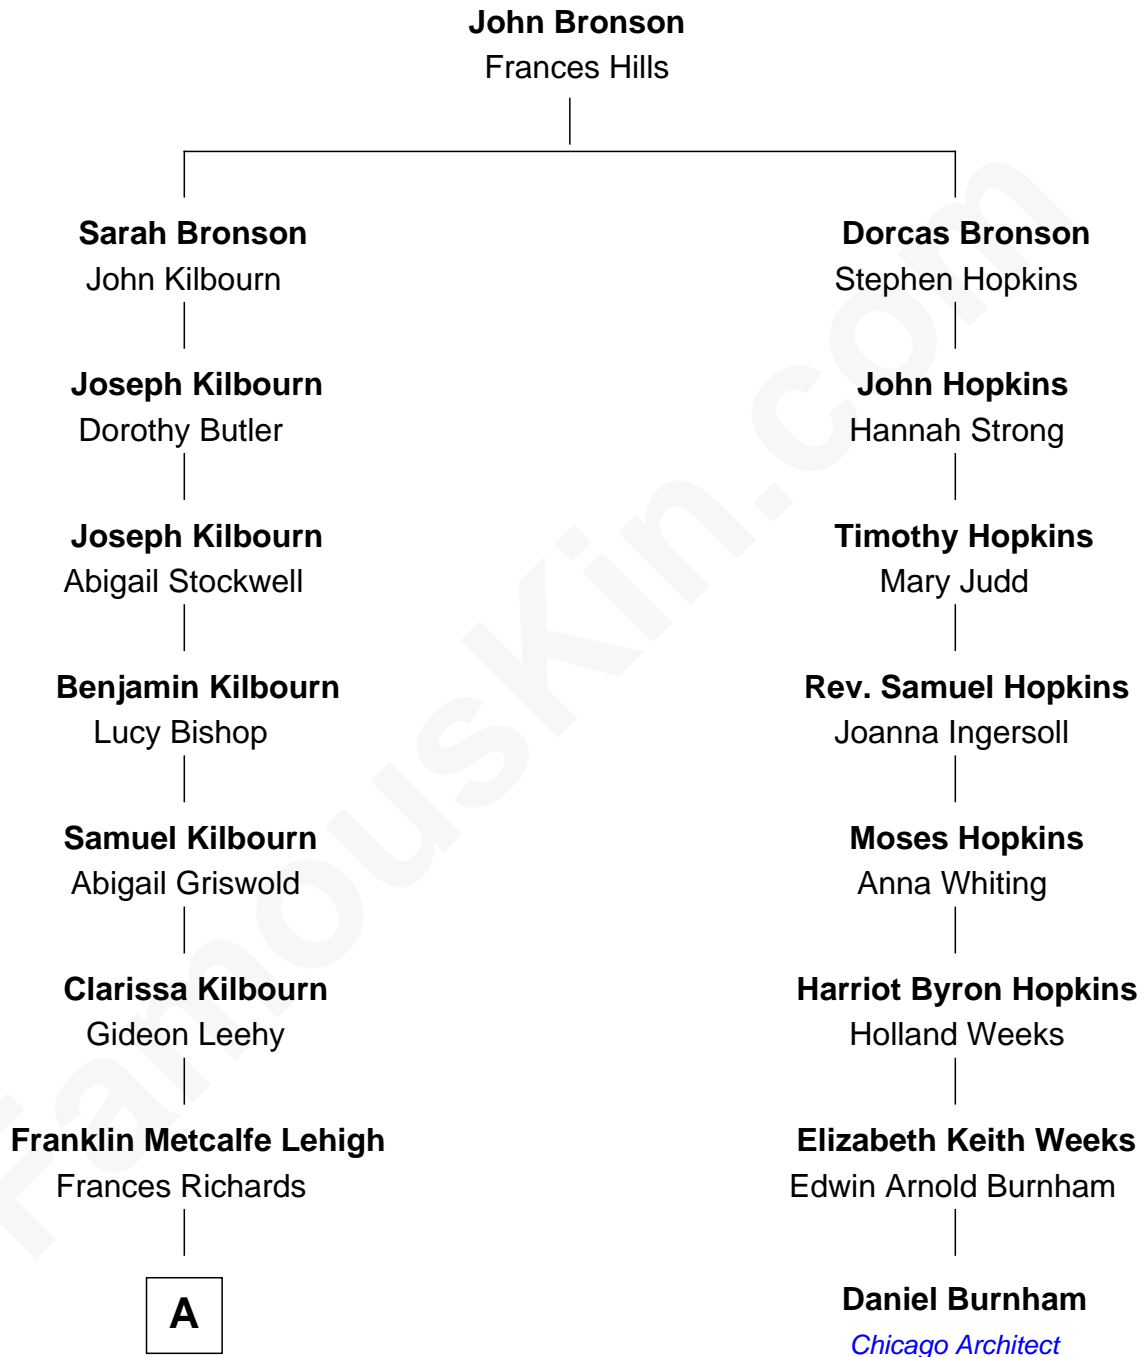 John Bronson
Frances Hills
Sarah Bronson
John Kilbourn
Dorcas Bronson
Stephen Hopkins
Joseph Kilbourn
Dorothy Butler
John Hopkins
Hannah Strong
Joseph Kilbourn
Abigail Stockwell
Timothy Hopkins
Mary Judd
Benjamin Kilbourn
Lucy Bishop
Rev. Samuel Hopkins
Joanna Ingersoll
Samuel Kilbourn
Abigail Griswold
Moses Hopkins
Anna Whiting
Clarissa Kilbourn
Gideon Leehy
Harriot Byron Hopkins
Holland Weeks
Franklin Metcalfe Lehigh
Frances Richards
Elizabeth Keith Weeks
Edwin Arnold Burnham
A
Daniel Burnham
Chicago Architect
FamousKin.com